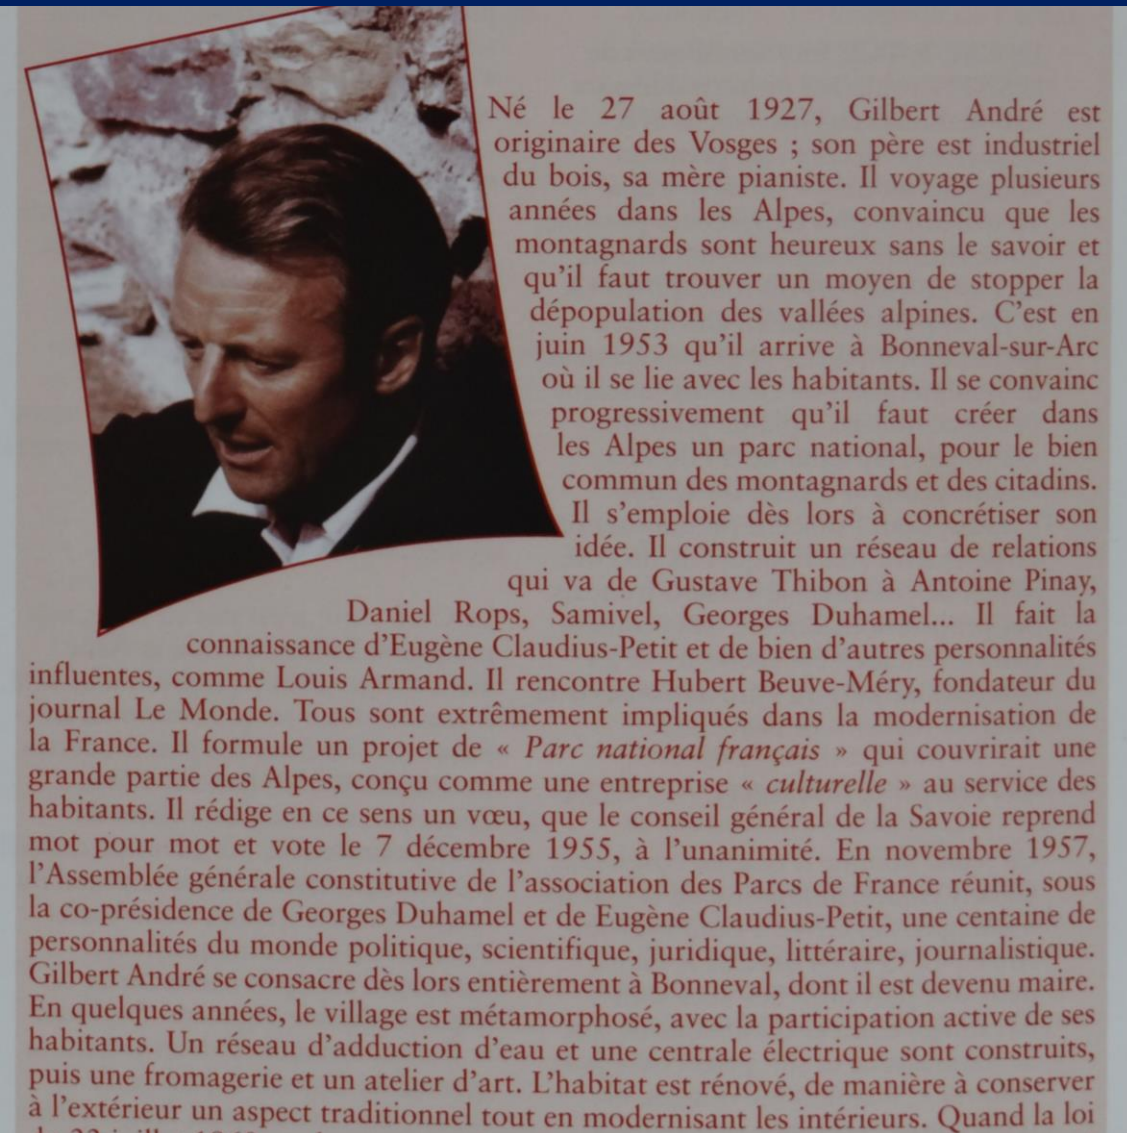 Né le 27 août 1927, Gilbert André est
originaire des Vosges ; son père est industriel
du bois, sa mère pianiste. Il voyage plusieurs
années dans les Alpes, convaincu que les
montagnards sont heureux sans le savoir et
qu'il faut trouver un moyen de stopper la
dépopulation des vallées alpines. C'est en
juin 1953 qu'il arrive à Bonneval-sur-Arc
où il se lie avec les habitants. Il se convainc
progressivement qu'il faut créer dans
les Alpes un parc national, pour le bien
commun des montagnards et des citadins.
Il s'emploie dès lors à concrétiser son
idée. Il construit un réseau de relations
qui va de Gustave Thibon à Antoine Pinay,
Daniel Rops, Samivel, Georges Duhamel... Il fait la
connaissance d'Eugène Claudius-Petit et de bien d'autres personnalités
influentes, comme Louis Armand. Il rencontre Hubert Beuve-Méry, fondateur du
journal Le Monde. Tous sont extrêmement impliqués dans la modernisation de
la France. Il formule un projet de « Parc national français » qui couvrirait une
grande partie des Alpes, conçu comme une entreprise « culturelle » au service des
habitants. Il rédige en ce sens un vœu, que le conseil général de la Savoie reprend
mot pour mot et vote le 7 décembre 1955, à l'unanimité. En novembre 1957,
l'Assemblée générale constitutive de l'association des Parcs de France réunit, sous
la co-présidence de Georges Duhamel et de Eugène Claudius-Petit, une centaine de
personnalités du monde politique, scientifique, juridique, littéraire, journalistique.
Gilbert André se consacre dès lors entièrement à Bonneval, dont il est devenu maire.
En quelques années, le village est métamorphosé, avec la participation active de ses
habitants. Un réseau d'adduction d'eau et une centrale électrique sont construits,
puis une fromagerie et un atelier d'art. L'habitat est rénové, de manière à conserver
à l'extérieur un aspect traditionnel tout en modernisant les intérieurs. Quand la loi